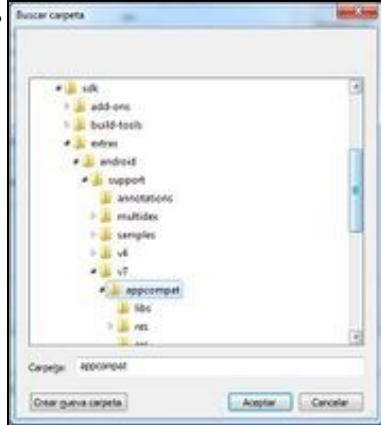 Buscar carpeta
sdk
add-ons
build-tools
extras
android
support
annotations
multidex
samples
v4
v7
appcompat
libs
res
Carpeta: appcompat
Crear nueva carpeta
Aceptar
Cancelar